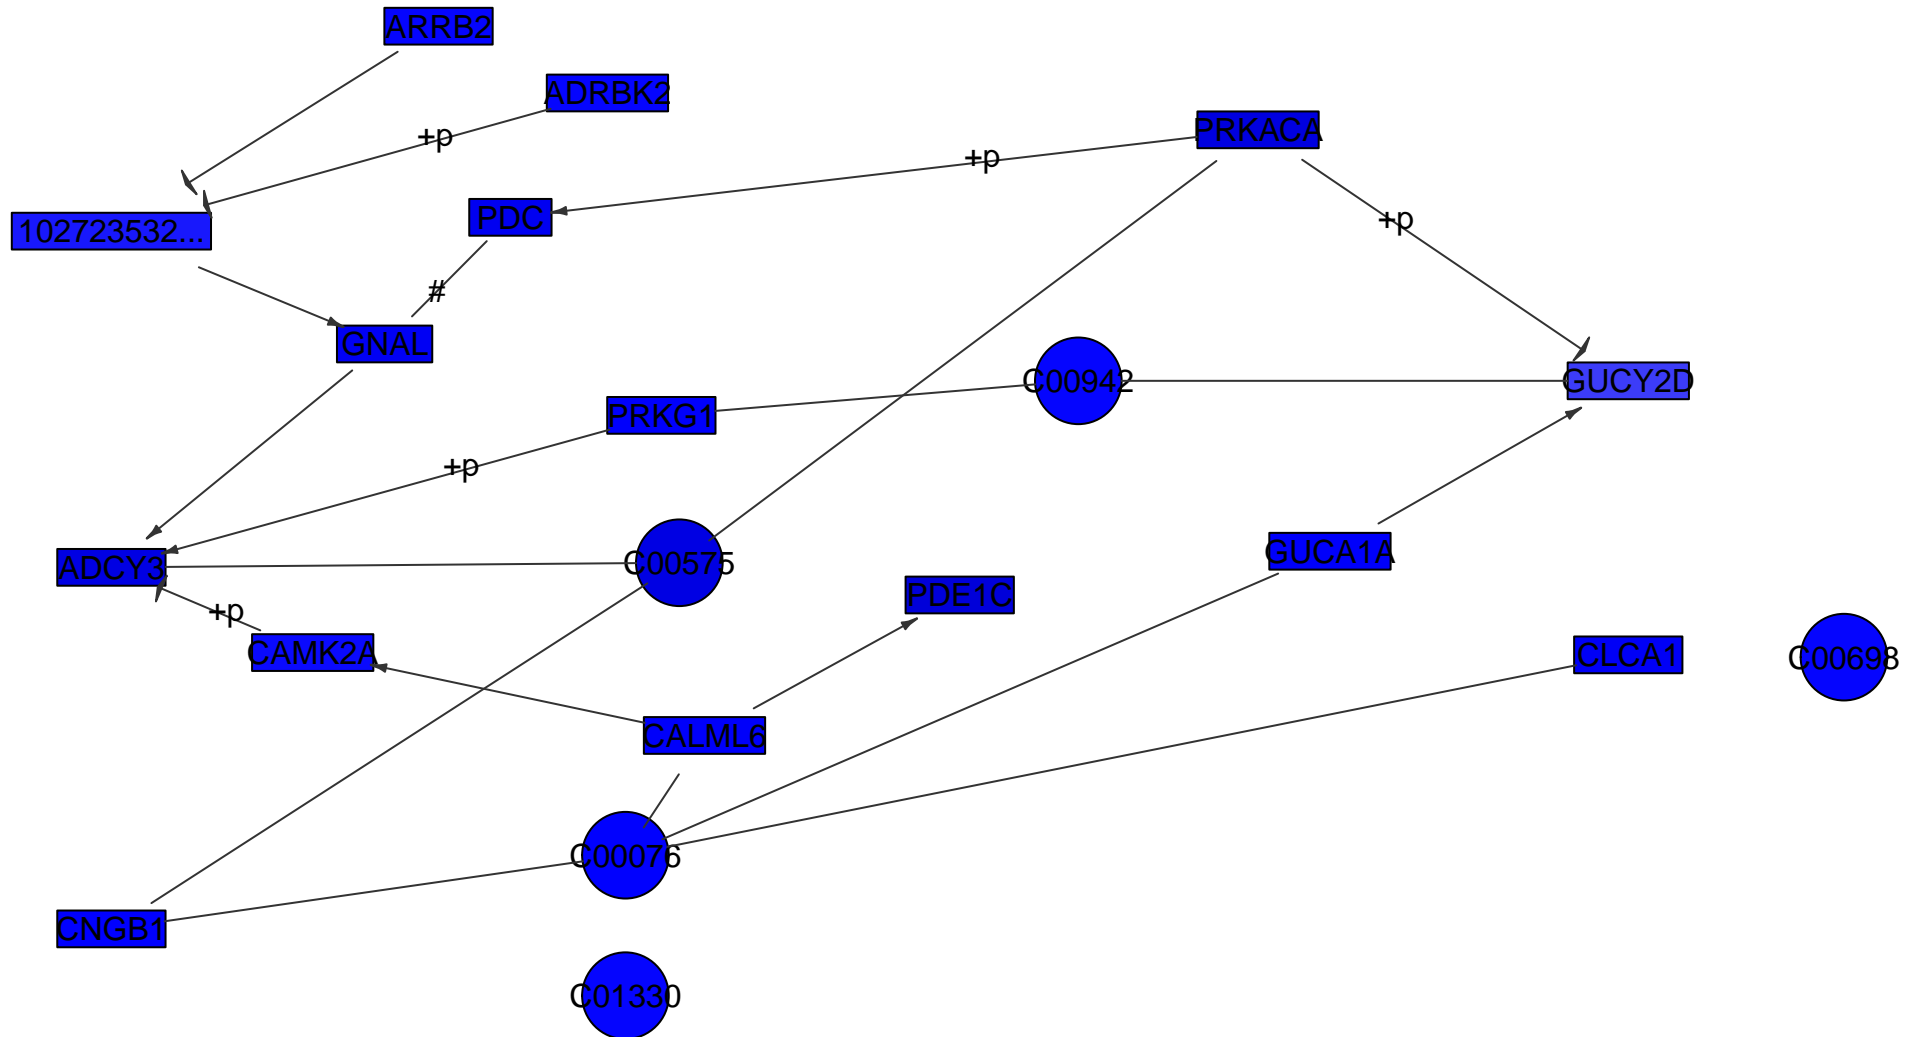 ARRB2
ADRBK2
PRKACA
+p
+p
PDC
+p
102723532...
#
GNAL
C00942
GUCY2D
PRKG1
+p
GUCA1A
ADCY3
C00575
PDE1C
+p
CAMK2A
CLCA1
C00698
CALML6
C00076
CNGB1
C01330